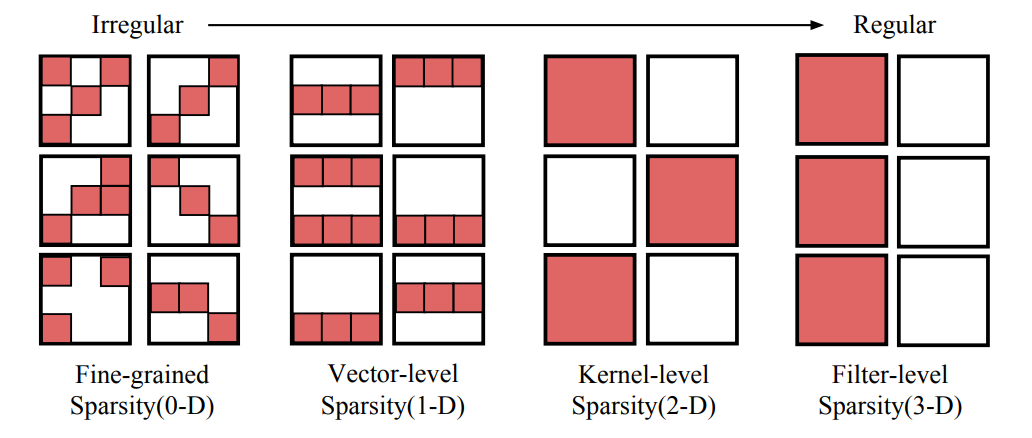 Irregular
Regular
Fine-grained
Sparsity(0-D)
Vector-level
Sparsity(1-D)
Kernel-level
Sparsity(2-D)
Filter-level
Sparsity(3-D)